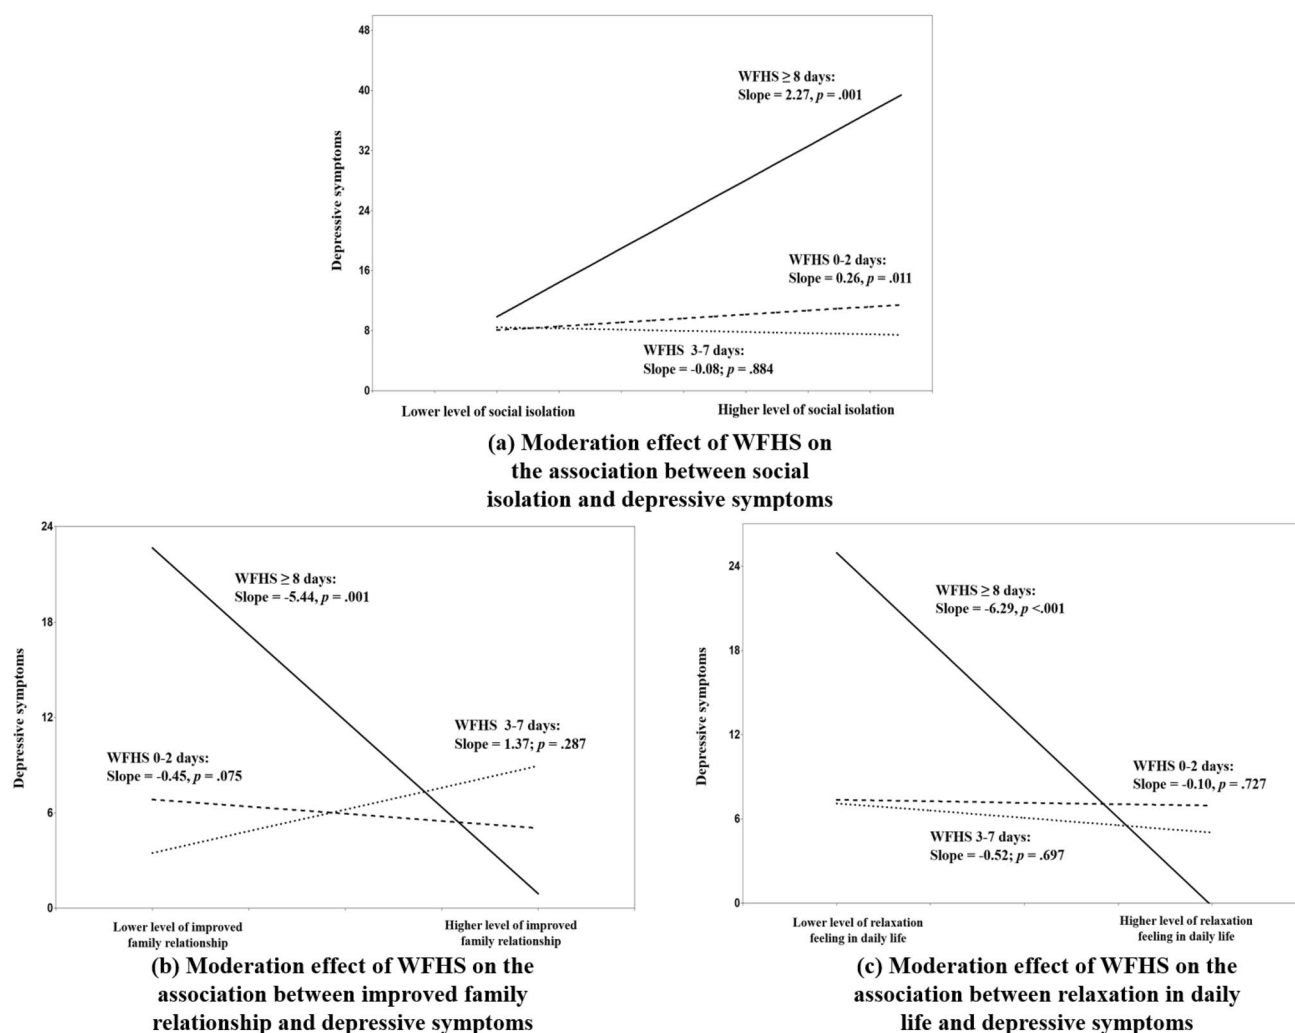 48
40
32
24
16
8
0
Depressive symptoms
WFHS ≥ 8 days:
Slope = 2.27, p = .001
WFHS 0-2 days:
Slope = 0.26, p = .011
WFHS 3-7 days:
Slope = -0.08; p = .884
Lower level of social isolation
Higher level of social isolation
(a) Moderation effect of WFHS on
the association between social
isolation and depressive symptoms
24
18
12
6
0
Depressive symptoms
WFHS ≥ 8 days:
Slope = -5.44, p = .001
WFHS 3-7 days:
Slope = 1.37; p = .287
WFHS 0-2 days:
Slope = -0.45, p = .075
Lower level of improved
family relationship
Higher level of improved
family relationship
(b) Moderation effect of WFHS on the
association between improved family
relationship and depressive symptoms
24
18
12
6
0
Depressive symptoms
WFHS ≥ 8 days:
Slope = -6.29, p <.001
WFHS 0-2 days:
Slope = -0.10, p = .727
WFHS 3-7 days:
Slope = -0.52; p = .697
Lower level of relaxation
feeling in daily life
Higher level of relaxation
feeling in daily life
(c) Moderation effect of WFHS on the
association between relaxation in daily
life and depressive symptoms